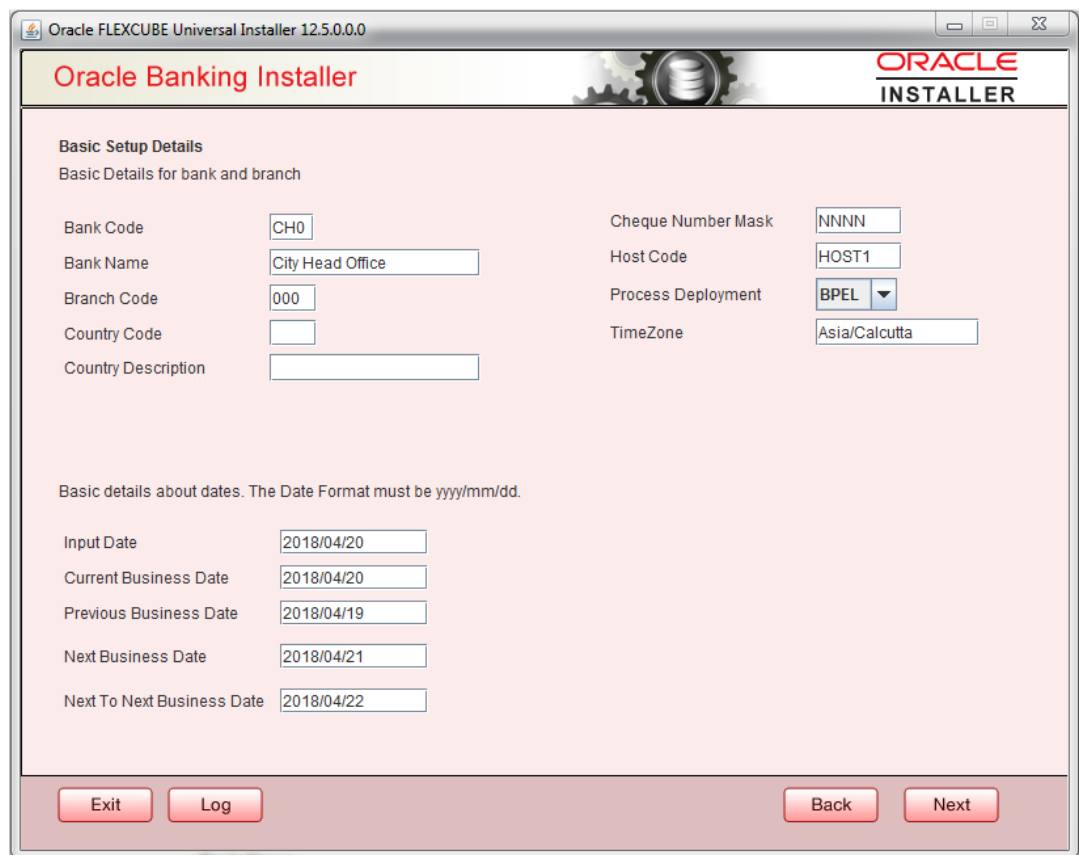 Oracle FLEXCUBE Universal Installer 12.5.0.0.0
Oracle Banking Installer
ORACLE
INSTALLER
Basic Setup Details
Basic Details for bank and branch
Bank Code CH0
Bank Name City Head Office
Branch Code 000
Country Code
Country Description
Cheque Number Mask NNNN
Host Code HOST1
Process Deployment BPEL
TimeZone Asia/Calcutta
Basic details about dates. The Date Format must be yyyy/mm/dd.
Input Date 2018/04/20
Current Business Date 2018/04/20
Previous Business Date 2018/04/19
Next Business Date 2018/04/21
Next To Next Business Date 2018/04/22
Exit Log Back Next